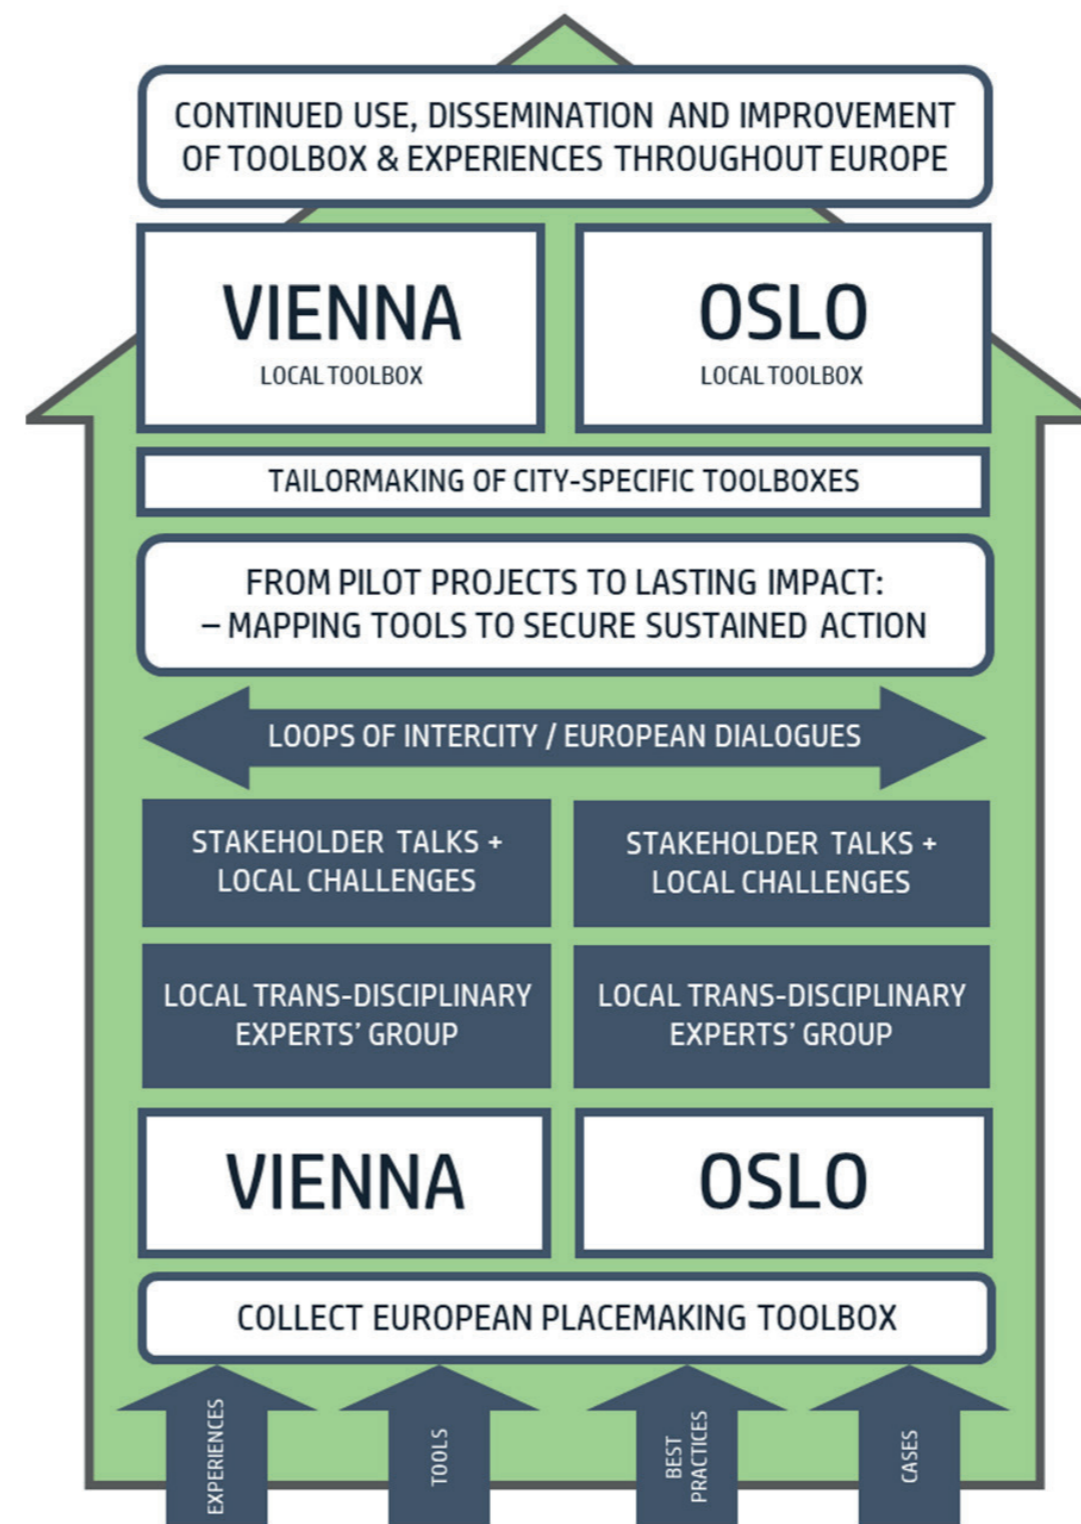 CONTINUED USE, DISSEMINATION AND IMPROVEMENT
OF TOOLBOX & EXPERIENCES THROUGHOUT EUROPE
VIENNA
LOCAL TOOLBOX
OSLO
LOCAL TOOLBOX
TAILORMAKING OF CITY-SPECIFIC TOOLBOXES
FROM PILOT PROJECTS TO LASTING IMPACT:
– MAPPING TOOLS TO SECURE SUSTAINED ACTION
LOOPS OF INTERCITY / EUROPEAN DIALOGUES
STAKEHOLDER TALKS +
LOCAL CHALLENGES
STAKEHOLDER TALKS +
LOCAL CHALLENGES
LOCAL TRANS-DISCIPLINARY
EXPERTS’ GROUP
LOCAL TRANS-DISCIPLINARY
EXPERTS’ GROUP
VIENNA
OSLO
COLLECT EUROPEAN PLACEMAKING TOOLBOX
EXPERIENCES
TOOLS
BEST
PRACTICES
CASES